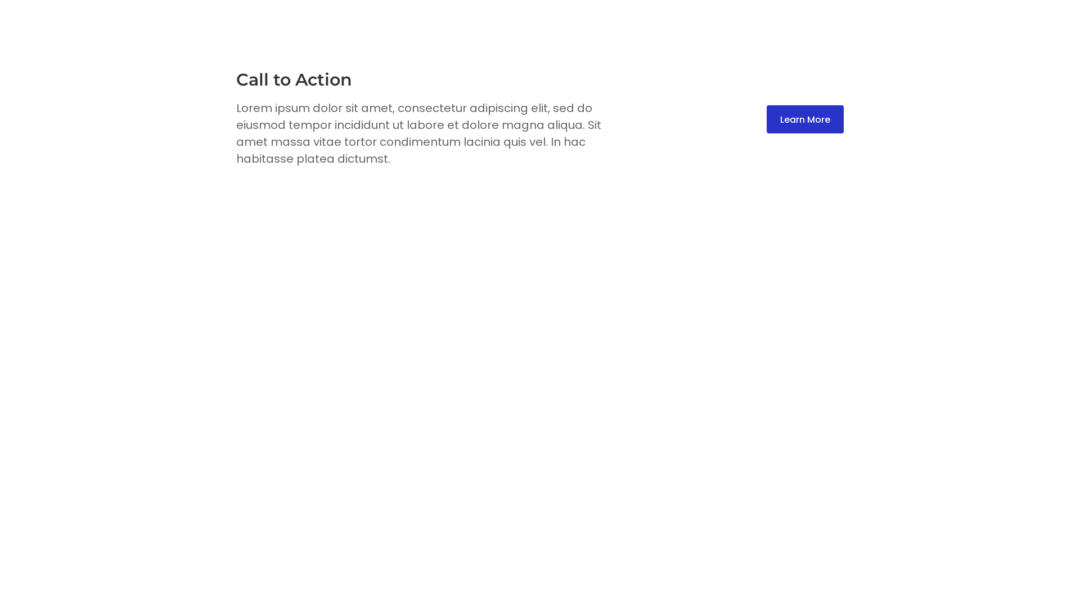 Call to Action
Lorem ipsum dolor sit amet, consectetur adipiscing elit, sed do
eiusmod tempor incididunt ut labore et dolore magna aliqua. Sit
amet massa vitae tortor condimentum lacinia quis vel. In hac
habitasse platea dictumst.
Learn More